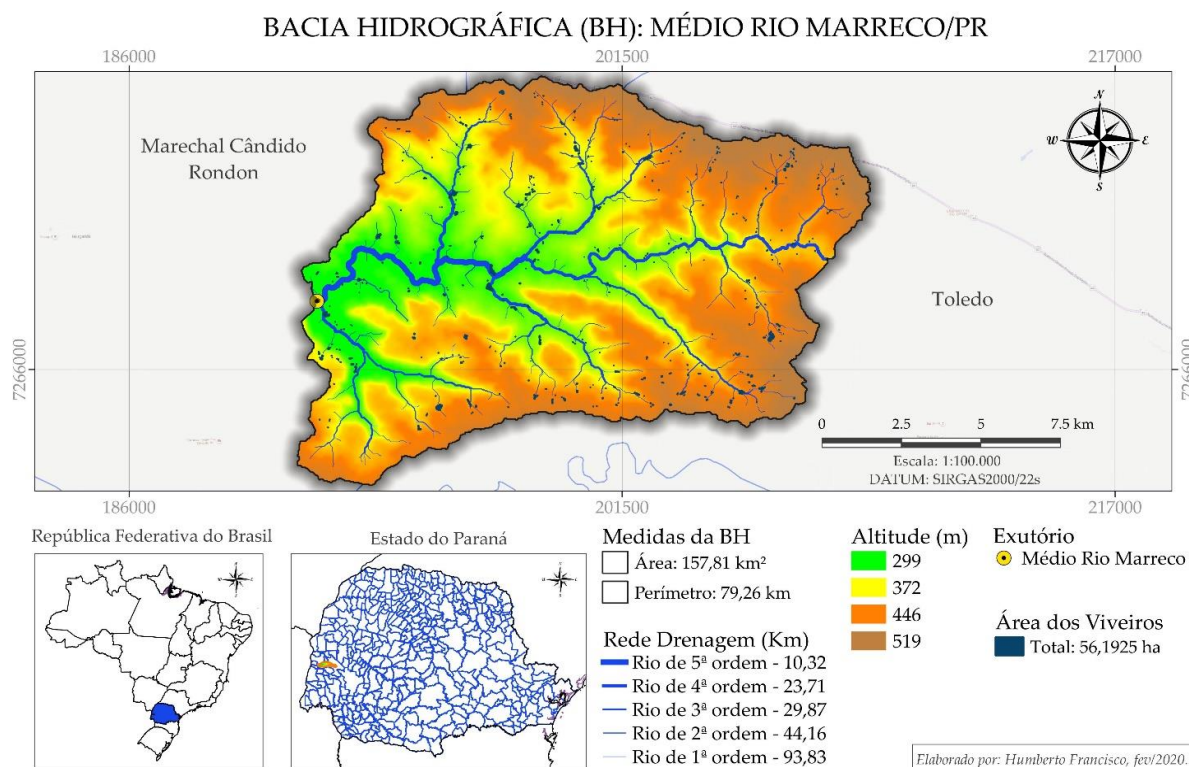 BACIA HIDROGRÁFICA (BH): MÉDIO RIO MARRECO/PR
186000 201500 217000
Marechal Cândido
Rondon
N
W E
S
Toledo
7266000 7266000
0 2.5 5 7.5 km
Escala: 1:100.000
DATUM: SIRGAS2000/22s
186000 201500 217000
República Federativa do Brasil
Estado do Paraná
Medidas da BH
Área: 157,81 km²
Perímetro: 79,26 km
Rede Drenagem (Km)
Rio de 5ª ordem - 10,32
Rio de 4ª ordem - 23,71
Rio de 3ª ordem - 29,87
Rio de 2ª ordem - 44,16
Rio de 1ª ordem - 93,83
Altitude (m)
299
372
446
519
Exutório
Médio Rio Marreco
Área dos Viveiros
Total: 56,1925 ha
Elaborado por: Humberto Francisco, fev/2020.